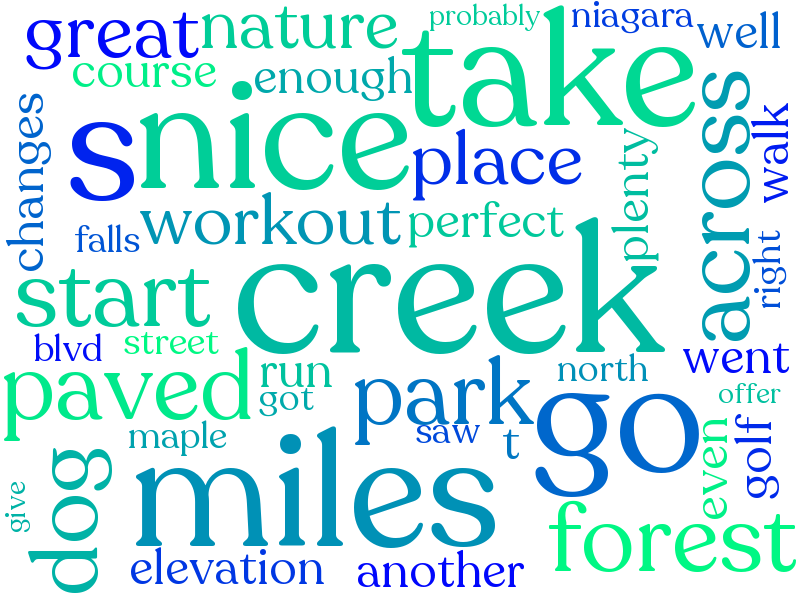 probably
niagara
great
nature
take
well
course
enough
changes
s
nice
place
across
walk
plenty
falls
workout
perfect
right
start
creek
blvd
street
went
paved
run
got
park
north
offer
maple
saw
t
go
golf
even
dog
miles
give
forest
elevation
another